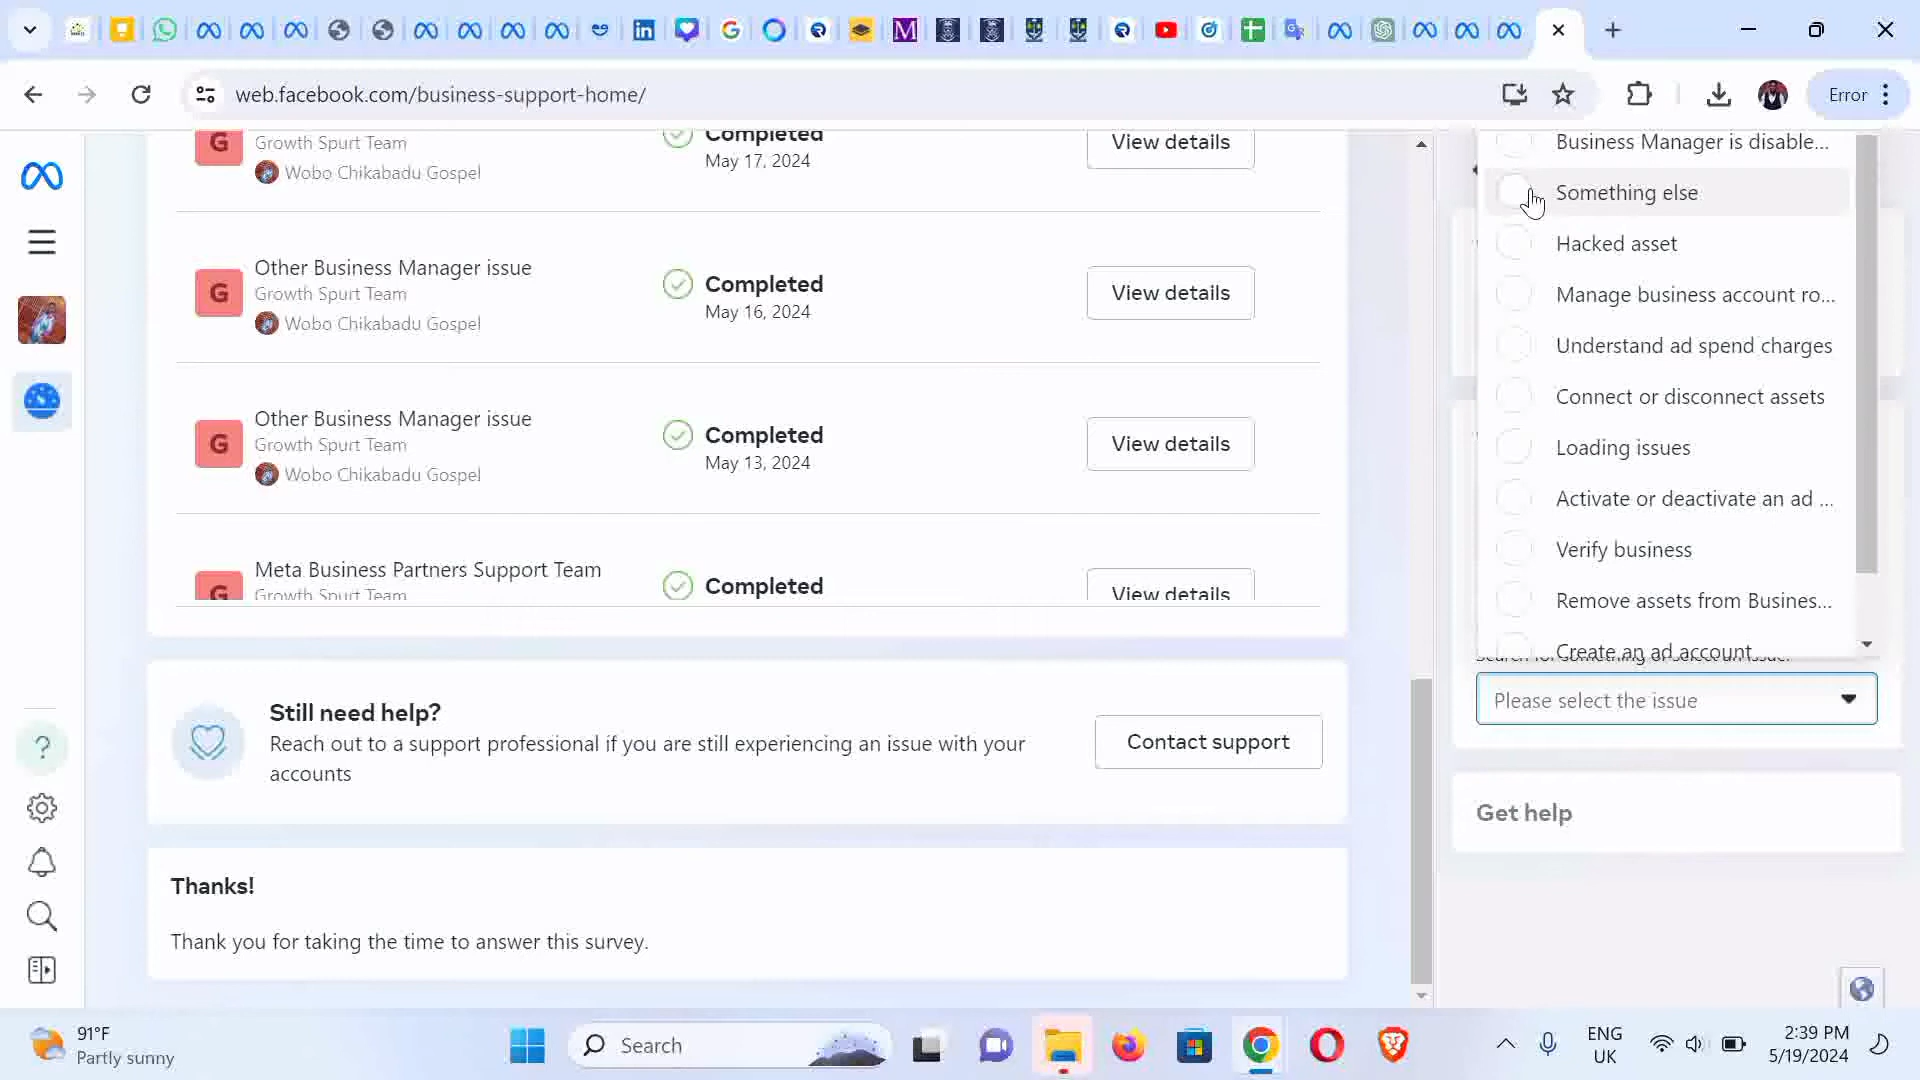 web.facebook.com/business-support-home/
Error
Growth Spurt Team
Wobo Chikabadu Gospel
Completed
May 17, 2024
View details
G
Other Business Manager issue
Growth Spurt Team
Wobo Chikabadu Gospel
Completed
May 16, 2024
View details
G
Other Business Manager issue
Growth Spurt Team
Wobo Chikabadu Gospel
Completed
May 13, 2024
View details
G
Meta Business Partners Support Team
Growth Spurt Team
Completed
View details
G
Still need help?
Reach out to a support professional if you are still experiencing an issue with your
accounts
Contact support
Thanks!
Thank you for taking the time to answer this survey.
Business Manager is disable...
Something else
Hacked asset
Manage business account ro...
Understand ad spend charges
Connect or disconnect assets
Loading issues
Activate or deactivate an ad ...
Verify business
Remove assets from Busines...
Create an ad account
Search for something or select an issue.
Please select the issue
Get help
91°F
Partly sunny
Search
ENG
UK
2:39 PM
5/19/2024